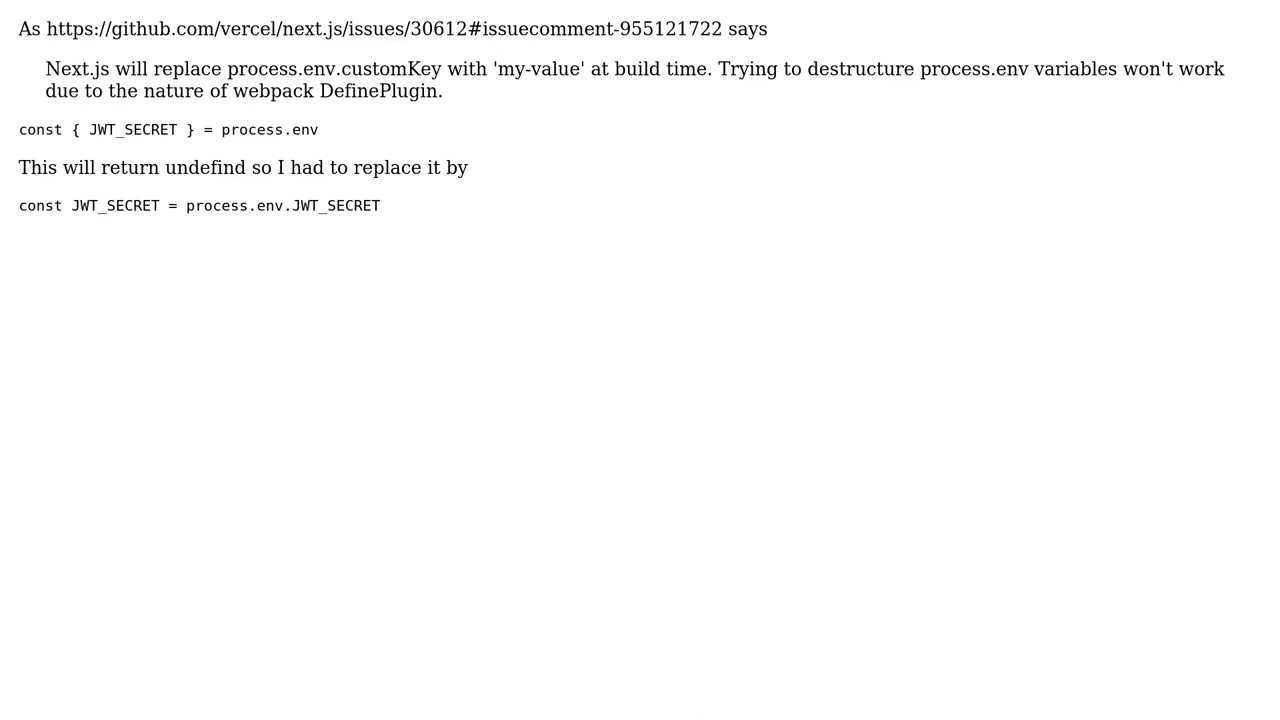 As https://github.com/vercel/next.js/issues/30612#issuecomment-955121722 says
Next.js will replace process.env.customKey with 'my-value' at build time. Trying to destructure process.env variables won't work
due to the nature of webpack DefinePlugin.
const { JWT_SECRET } = process.env
This will return undefind so I had to replace it by
const JWT_SECRET = process.env.JWT_SECRET